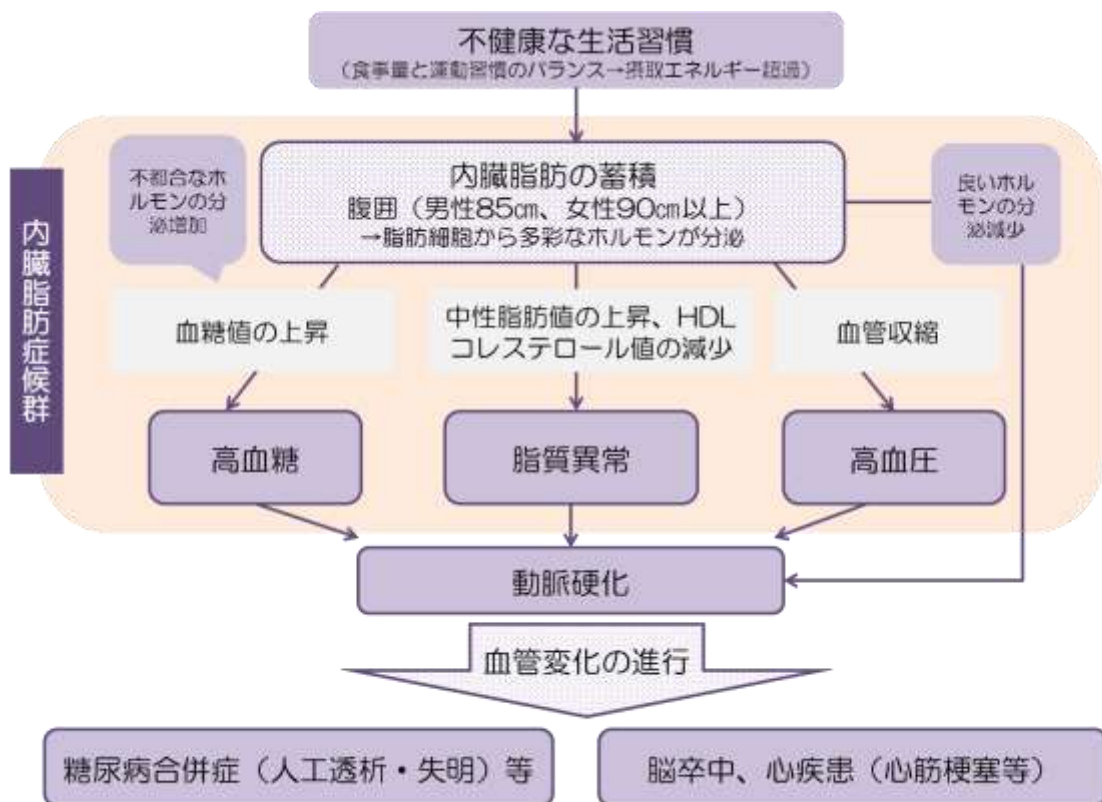 不健康な生活習慣
(食事量と運動習慣のバランス→摂取エネルギー超過)
内臓脂肪症候群
不都合なホ
ルモンの分
泌増加
内臓脂肪の蓄積
腹囲（男性85㎝、女性90㎝以上）
→脂肪細胞から多彩なホルモンが分泌
良いホル
モンの分
泌減少
血糖値の上昇
中性脂肪値の上昇、HDL
コレステロール値の減少
血管収縮
高血糖
脂質異常
高血圧
動脈硬化
血管変化の進行
糖尿病合併症（人工透析・失明）等
脳卒中、心疾患（心筋梗塞等）